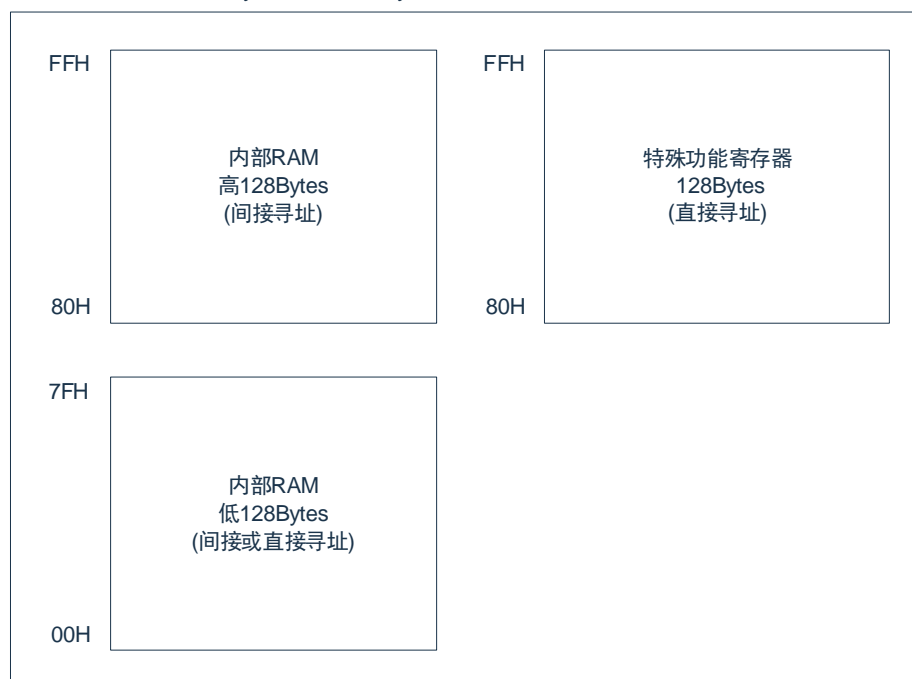 FFH
内部RAM
高128Bytes
(间接寻址)
80H
FFH
特殊功能寄存器
128Bytes
(直接寻址)
80H
7FH
内部RAM
低128Bytes
(间接或直接寻址)
00H